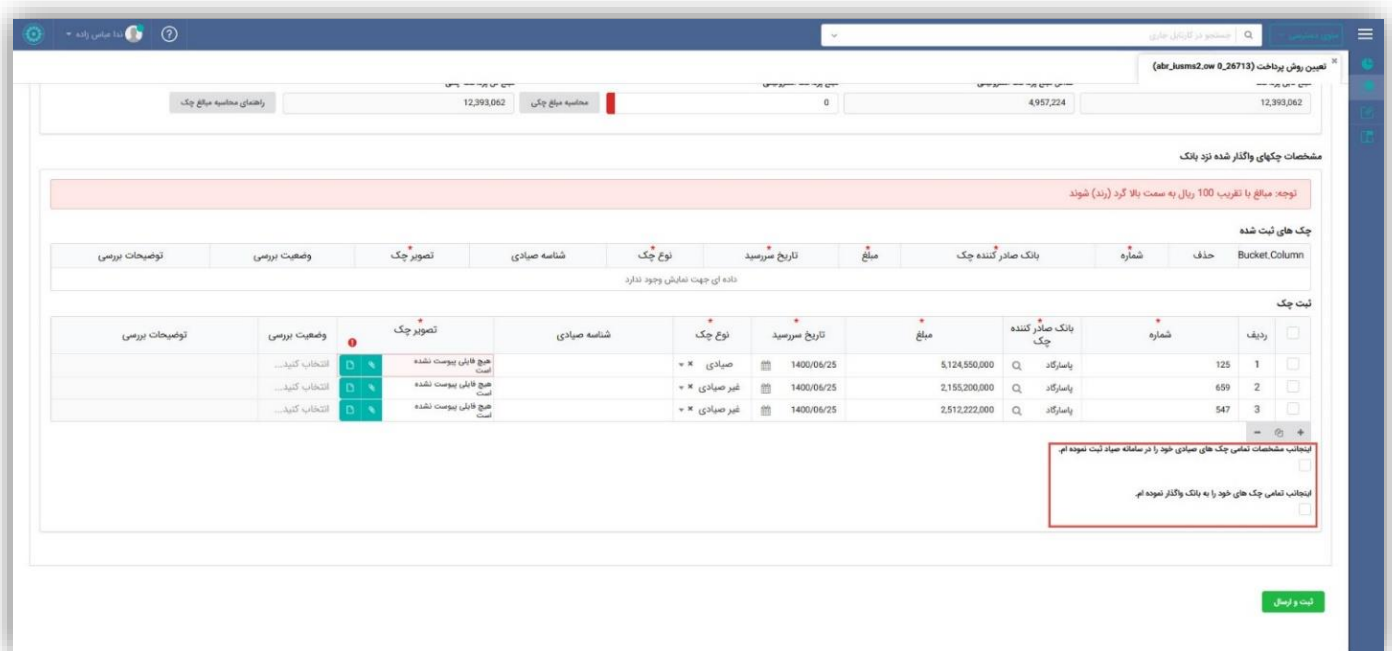 میزی دسترسی
جستجو در کارتابل جاری
ندا عباس زاده
تعیین روش پرداخت (abr_iusms2.ow 0_26713)
12,393,062
4,957,224
0
محاسبه مبلغ چکی
12,393,062
راهنمای محاسبه مبالغ چک
مشخصات چکهای واگذار شده نزد بانک
توجه: مبالغ با تقریب 100 ریال به سمت بالا گرد (رند) شوند
چک های ثبت شده
Bucket.Column حذف شماره بانک صادر کننده چک مبلغ تاریخ سررسید نوع چک شناسه صیادی تصویر چک وضعیت بررسی توضیحات بررسی
داده ای جهت نمایش وجود ندارد
ثبت چک
ردیف شماره بانک صادر کننده چک مبلغ تاریخ سررسید نوع چک شناسه صیادی تصویر چک وضعیت بررسی توضیحات بررسی
1 125 پاسارگاد 5,124,550,000 1400/06/25 صیادی هیچ فایلی پیوست نشده است انتخاب کنید...
2 659 پاسارگاد 2,155,200,000 1400/06/25 غیر صیادی هیچ فایلی پیوست نشده است انتخاب کنید...
3 547 پاسارگاد 2,512,222,000 1400/06/25 غیر صیادی هیچ فایلی پیوست نشده است انتخاب کنید...
اینجانب مشخصات تمامی چک های صیادی خود را در سامانه صیاد ثبت نموده ام.
اینجانب تمامی چک های خود را به بانک واگذار نموده ام.
ثبت و ارسال